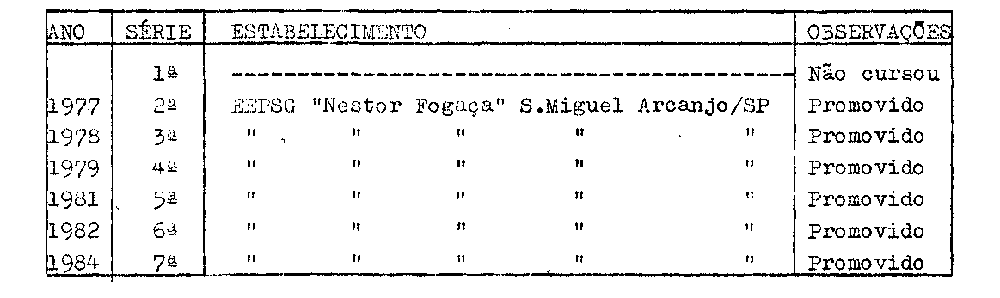 ANO SÉRIE ESTABELECIMENTO OBSERVAÇÕES
1ª ------------------------------------------------ Não cursou
1977 2ª EEPSG "Nestor Fogaça" S.Miguel Arcanjo/SP Promovido
1978 3ª " " " " " Promovido
1979 4ª " " " " " Promovido
1981 5ª " " " " " Promovido
1982 6ª " " " " " Promovido
1984 7ª " " " " " Promovido